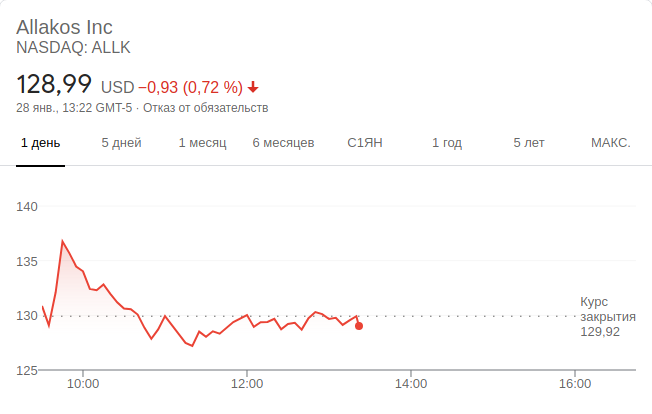 Allakos Inc
NASDAQ: ALLK
128,99 USD −0,93 (0,72 %)
28 янв., 13:22 GMT-5 · Отказ от обязательств
1 день 5 дней 1 месяц 6 месяцев С1ЯН 1 год 5 лет МАКС.
140
135
130
125
Курс
закрытия
129,92
10:00 12:00 14:00 16:00